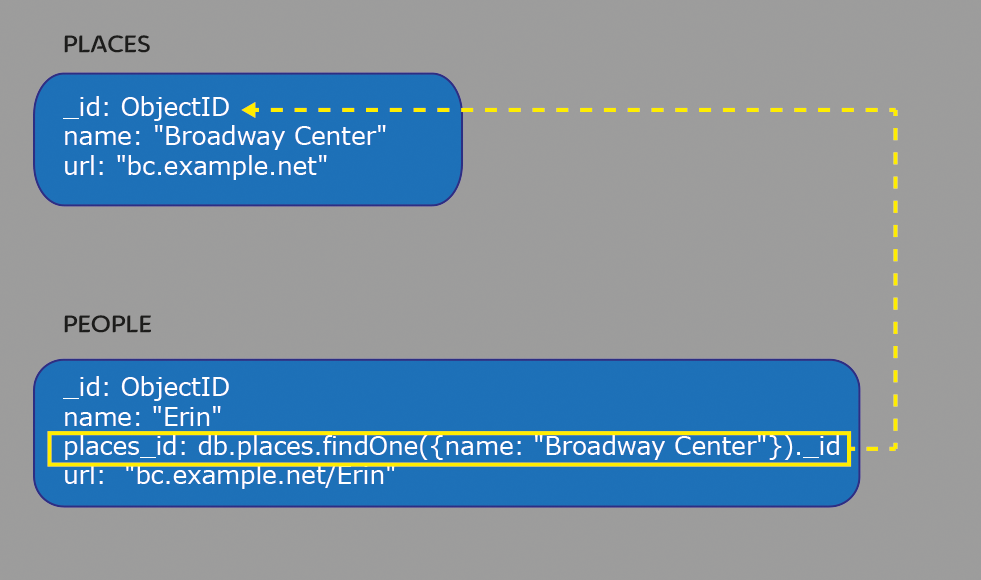 PLACES
_id: ObjectID
name: "Broadway Center"
url: "bc.example.net"
PEOPLE
_id: ObjectID
name: "Erin"
places_id: db.places.findOne({name: "Broadway Center"})._id
url:  "bc.example.net/Erin"